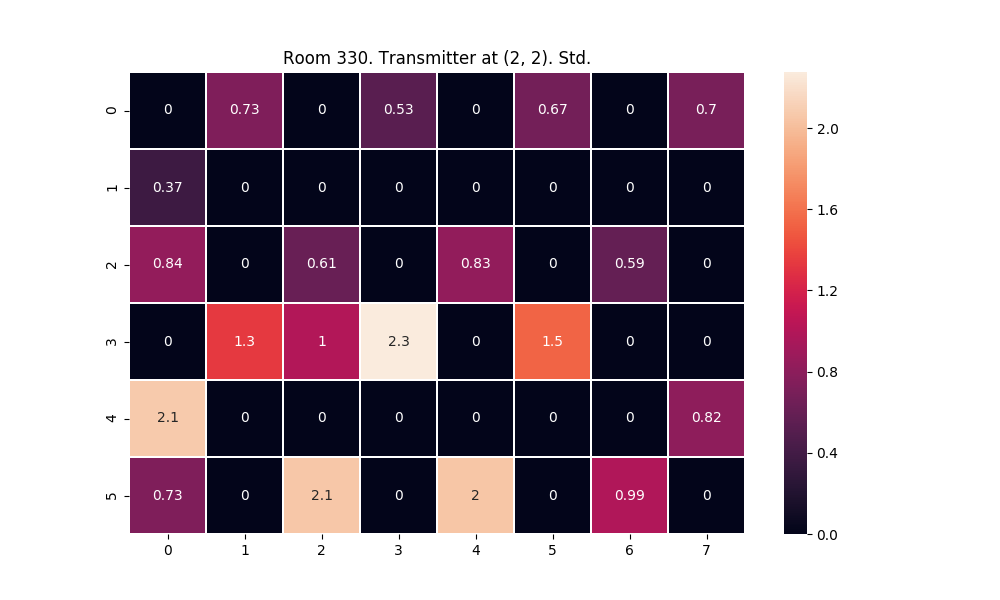 Room 330. Transmitter at (2, 2). Std.
0 0 0.73 0 0.53 0 0.67 0 0.7
1 0.37 0 0 0 0 0 0 0
2 0.84 0 0.61 0 0.83 0 0.59 0
3 0 1.3 1 2.3 0 1.5 0 0
4 2.1 0 0 0 0 0 0 0.82
5 0.73 0 2.1 0 2 0 0.99 0
0 1 2 3 4 5 6 7
2.0
1.6
1.2
0.8
0.4
0.0